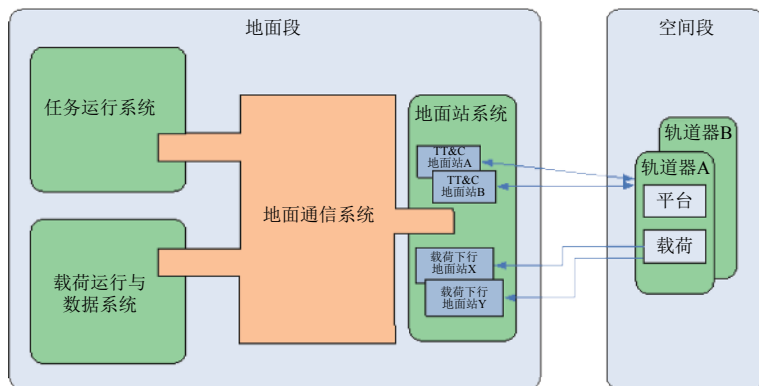 地面段
空间段
任务运行系统
地面通信系统
载荷运行与
数据系统
地面站系统
TT&C
地面站A
TT&C
地面站B
载荷下行
地面站X
载荷下行
地面站Y
轨道器B
轨道器A
平台
载荷